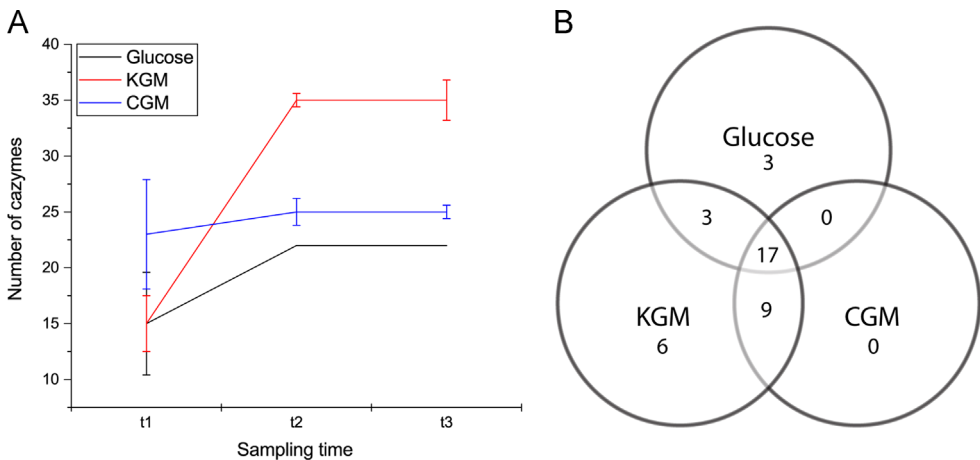 A
Number of cazymes
40
35
30
25
20
15
10
Glucose
KGM
CGM
t1
t2
t3
Sampling time
B
Glucose
3
3
0
17
9
KGM
6
CGM
0